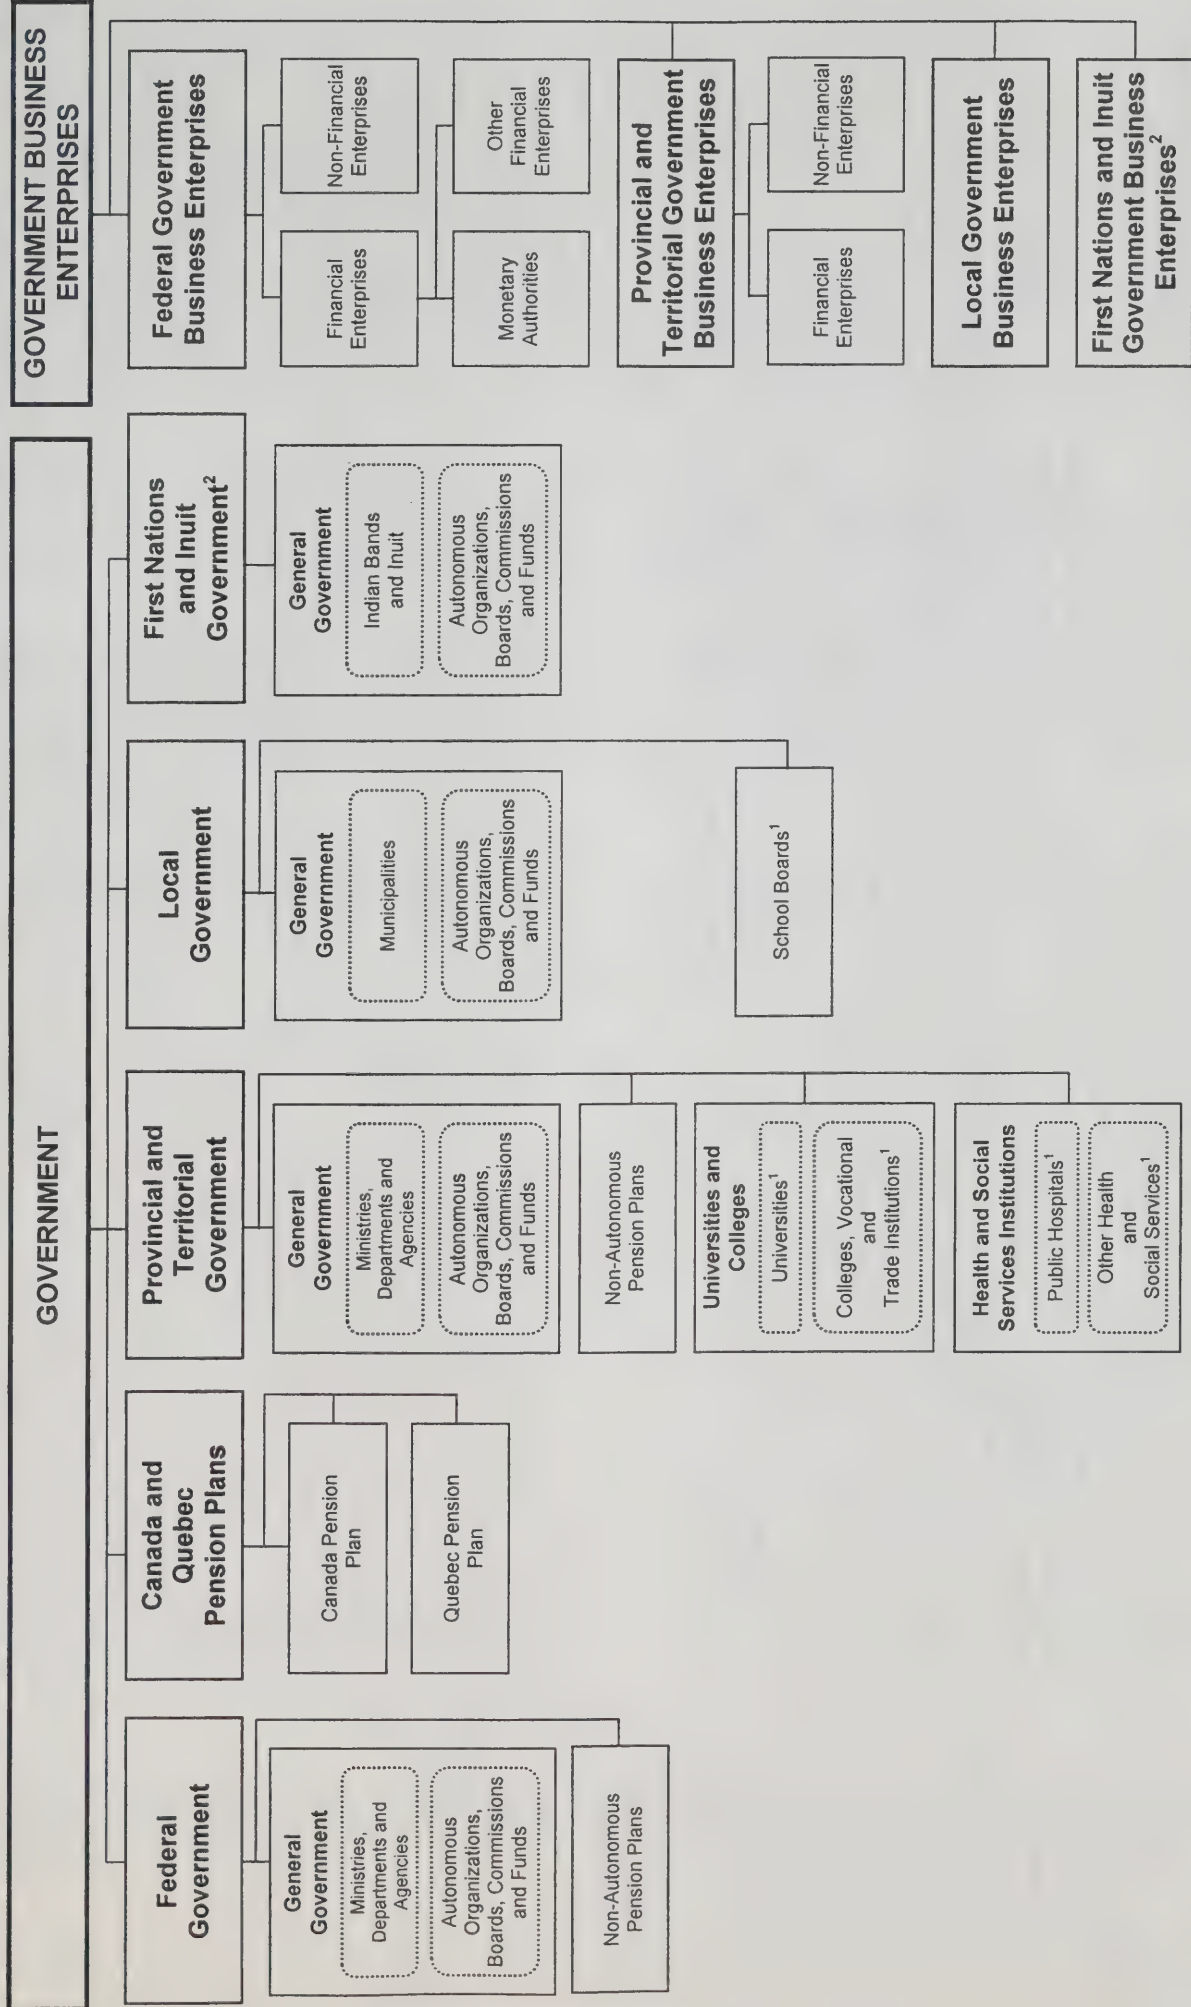 GOVERNMENT
Federal
Government
General
Government
Ministries,
Departments and
Agencies
Autonomous
Organizations,
Boards, Commissions
and Funds
Non-Autonomous
Pension Plans
Canada and
Quebec
Pension Plans
Canada Pension
Plan
Quebec Pension
Plan
Provincial and
Territorial
Government
General
Government
Ministries,
Departments and
Agencies
Autonomous
Organizations,
Boards, Commissions
and Funds
Non-Autonomous
Pension Plans
Universities and
Colleges
Universities¹
Colleges, Vocational
and
Trade Institutions¹
Health and Social
Services Institutions
Public Hospitals¹
Other Health
and
Social Services¹
Local
Government
General
Government
Municipalities
Autonomous
Organizations,
Boards, Commissions
and Funds
School Boards¹
First Nations
and Inuit
Government²
General
Government
Indian Bands
and Inuit
Autonomous
Organizations,
Boards, Commissions
and Funds
GOVERNMENT BUSINESS
ENTERPRISES
Federal Government
Business Enterprises
Financial
Enterprises
Non-Financial
Enterprises
Monetary
Authorities
Other
Financial
Enterprises
Provincial and
Territorial Government
Business Enterprises
Financial
Enterprises
Non-Financial
Enterprises
Local Government
Business Enterprises
First Nations and Inuit
Government Business
Enterprises²